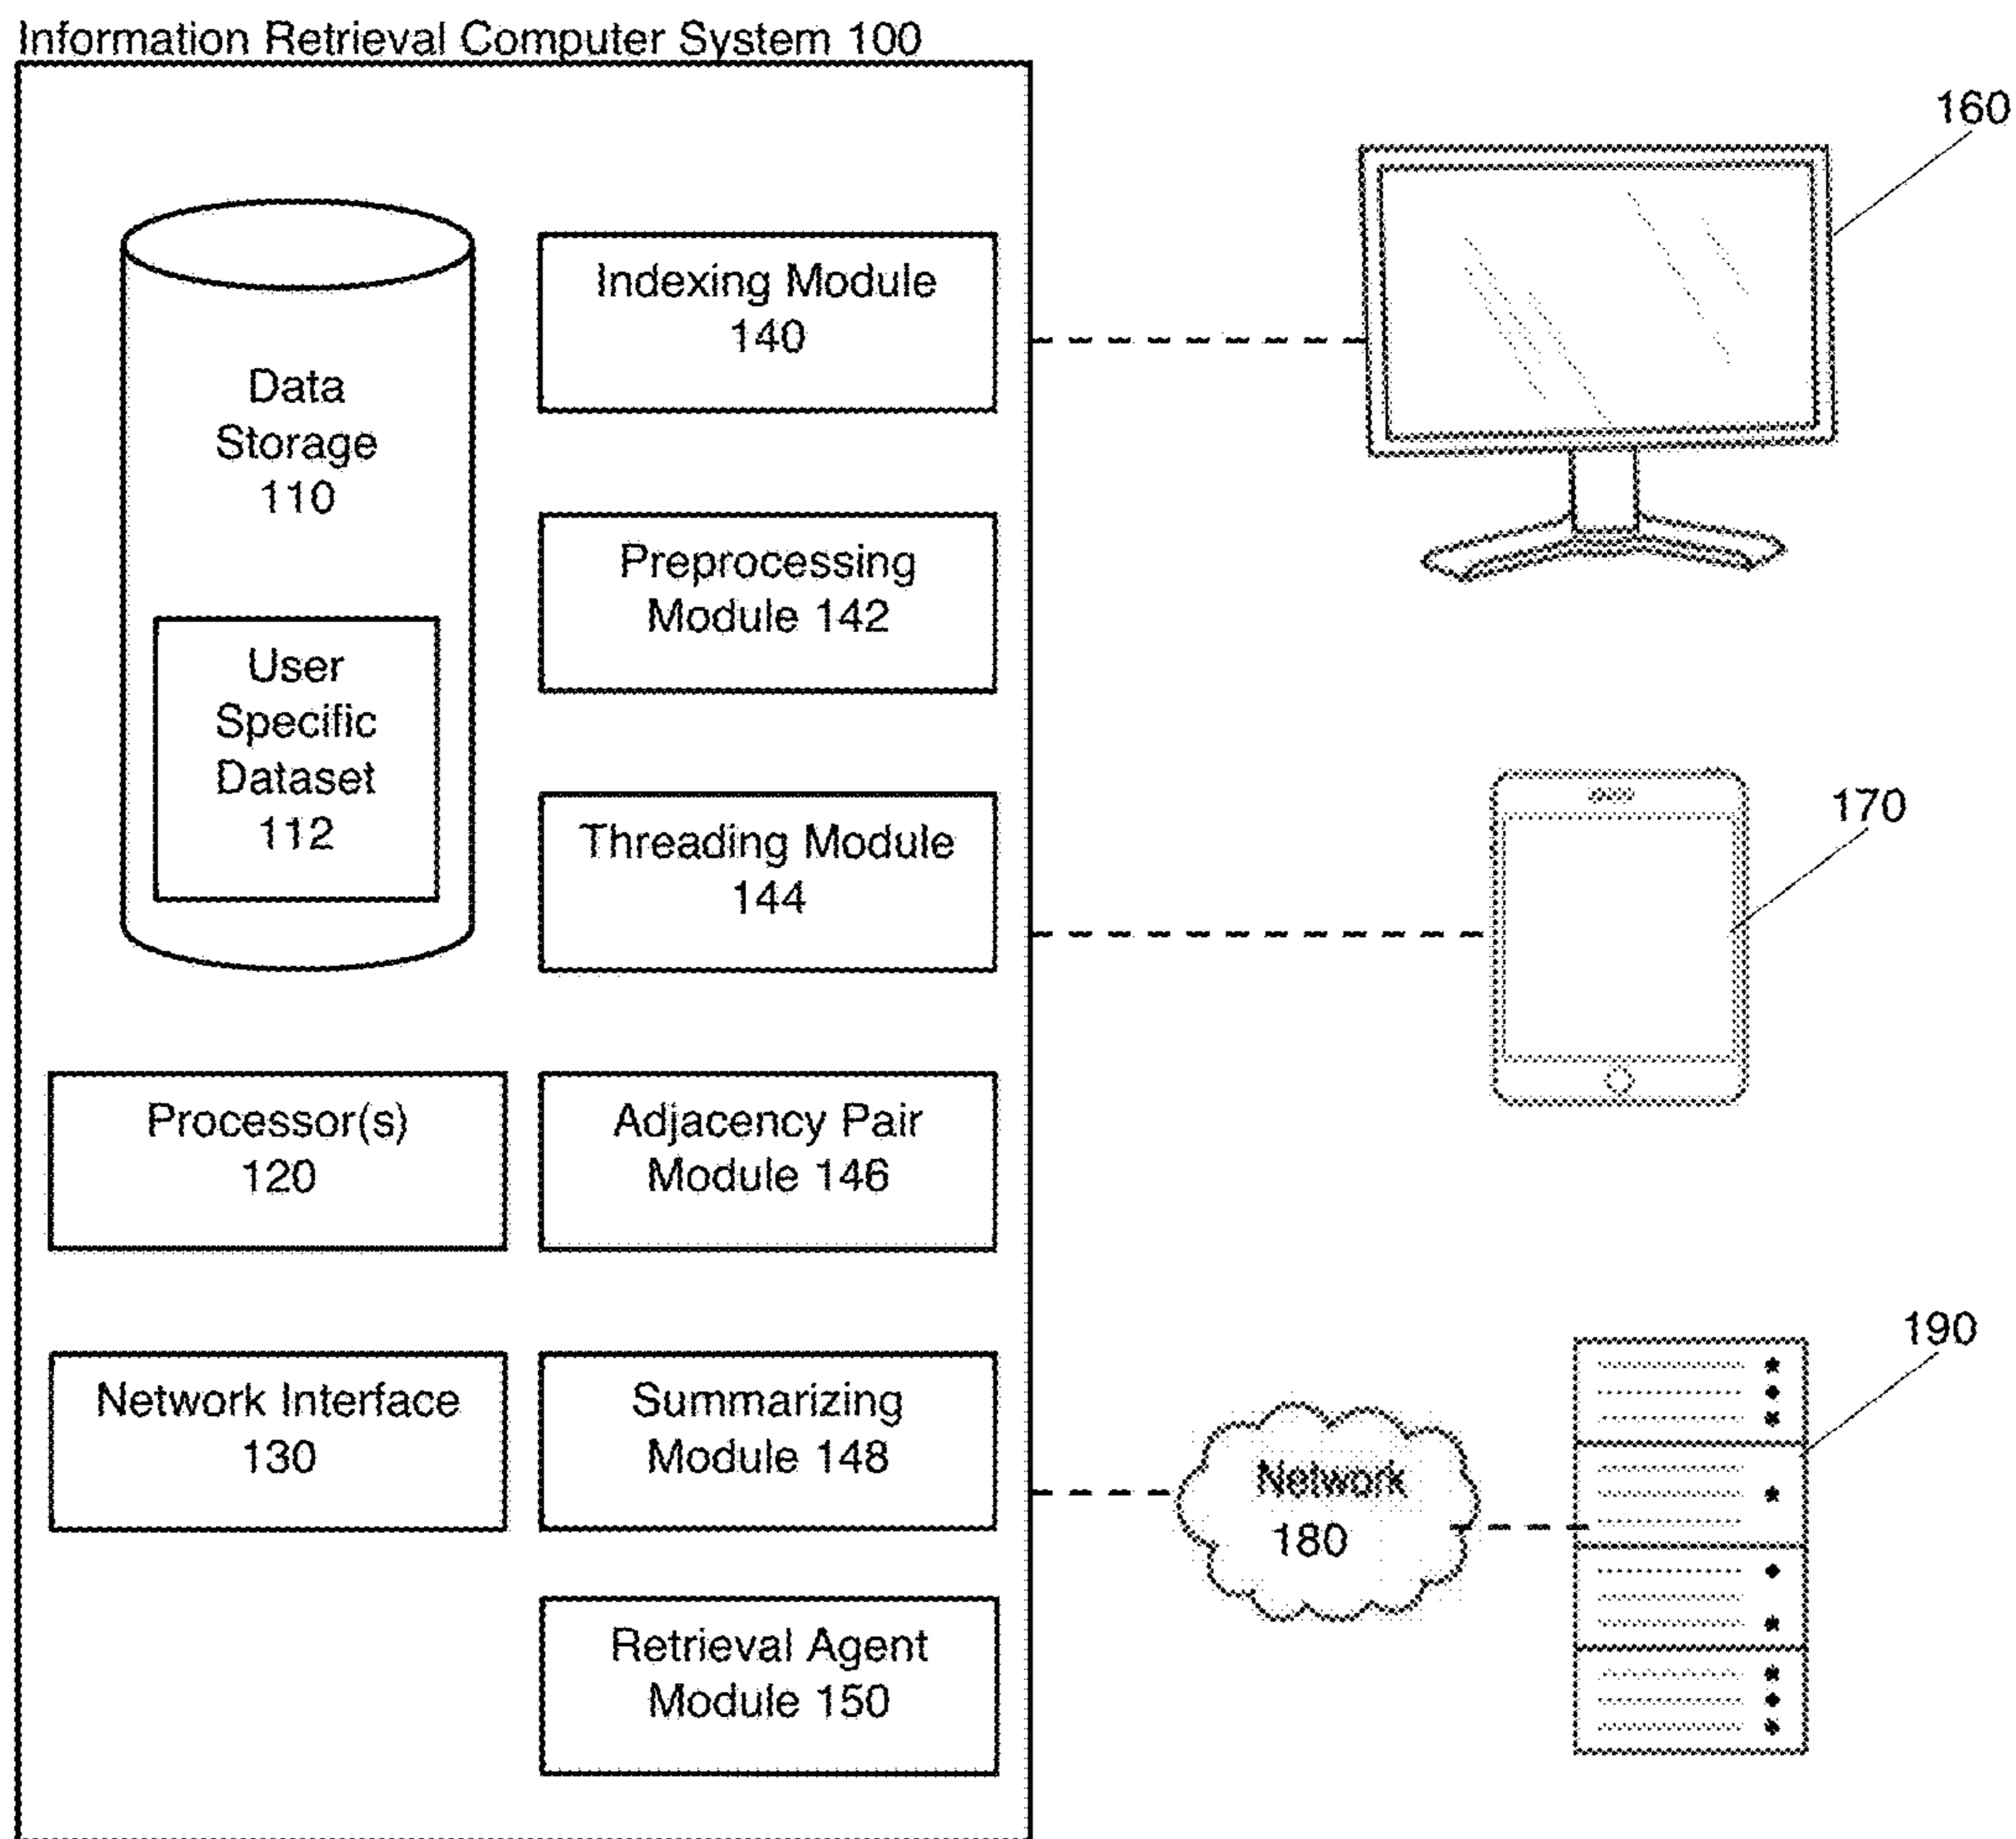 Information Retrieval Computer System 100
160
Indexing Module
140
Data
Storage
110
Preprocessing
Module 142
User
Specific
Dataset
112
170
Threading Module
144
Processor(s)
120
Adjacency Pair
Module 146
190
Network Interface
130
Summarizing
Module 148
Network
180
Retrieval Agent
Module 150